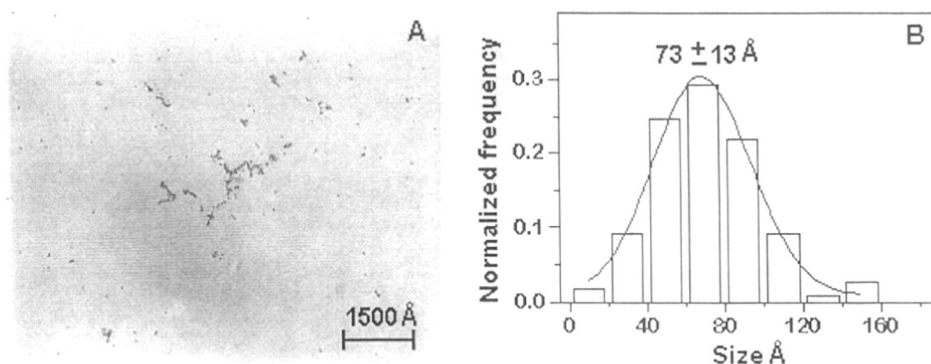 A
1500 Å
B
73 ± 13 Å
Normalized frequency
0.3
0.2
0.1
0.0
0 40 80 120 160
Size Å